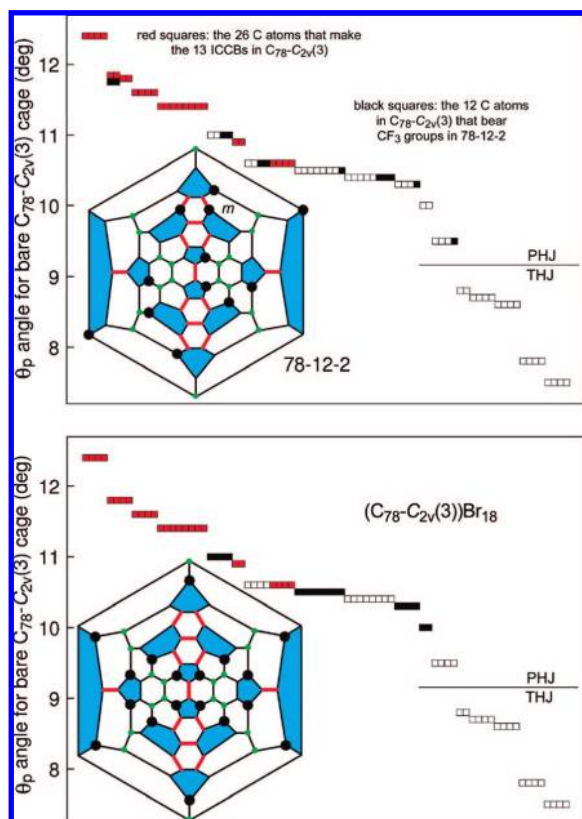 θp angle for bare C78-C2v(3) cage (deg)
12
11
10
9
8
red squares: the 26 C atoms that make
the 13 ICCBs in C78-C2v(3)
black squares: the 12 C atoms
in C78-C2v(3) that bear
CF3 groups in 78-12-2
m
PHJ
THJ
78-12-2
θp angle for bare C78-C2v(3) cage (deg)
12
11
10
9
8
(C78-C2v(3))Br18
PHJ
THJ